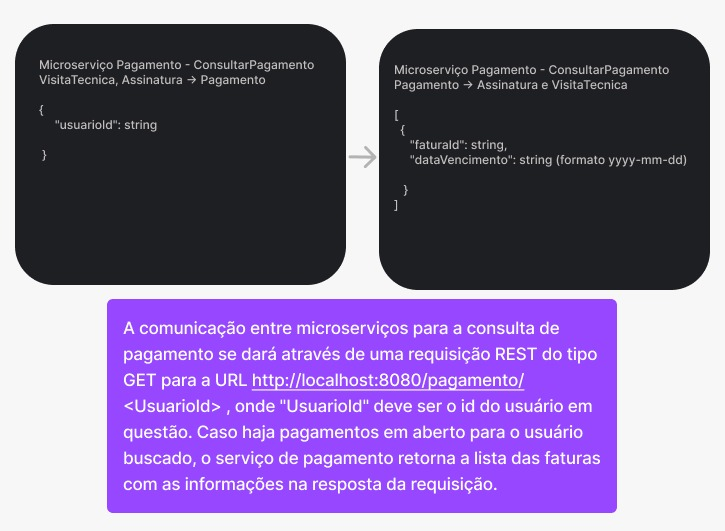 Microserviço Pagamento - ConsultarPagamento
VisitaTecnica, Assinatura → Pagamento
{
"usuarioId": string
}
Microserviço Pagamento - ConsultarPagamento
Pagamento → Assinatura e VisitaTecnica
[
{
"faturaId": string,
"dataVencimento": string (formato yyyy-mm-dd)
}
]
A comunicação entre microserviços para a consulta de
pagamento se dará através de uma requisição REST do tipo
GET para a URL http://localhost:8080/pagamento/
<UsuarioId> , onde "UsuarioId" deve ser o id do usuário em
questão. Caso haja pagamentos em aberto para o usuário
buscado, o serviço de pagamento retorna a lista das faturas
com as informações na resposta da requisição.